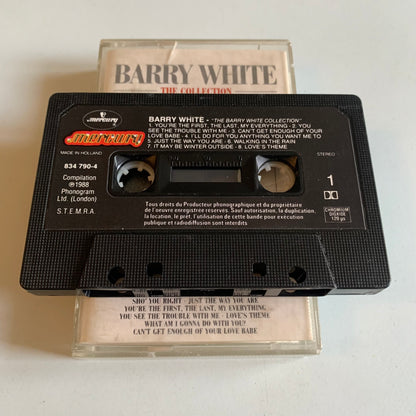 BARRY WHITE
THE COLLECTION
mercury
mercury
BARRY WHITE - "THE BARRY WHITE COLLECTION"
1. YOU'RE THE FIRST, THE LAST, MY EVERYTHING - 2. YOU
SEE THE TROUBLE WITH ME - 3. CAN'T GET ENOUGH OF YOUR
LOVE BABE - 4. I'LL DO FOR YOU ANYTHING YOU WANT ME TO
5. JUST THE WAY YOU ARE - 6. WALKING IN THE RAIN
7. IT MAY BE WINTER OUTSIDE - 8. LOVE'S THEME
MADE IN HOLLAND
STEREO
834 790-4
Compilation
℗1988
Phonogram
Ltd. (London)
S.T.E.M.R.A.
1
CHROMIUM
DIOXIDE
120 µs
Tous droits du Producteur phonographique et du propriétaire
de l'oeuvre enregistrée réservés. Sauf autorisation, la duplication,
la location, le prêt, l'utilisation de cette bande pour exécution
publique et radiodiffusion sont interdits
SHO' YOU RIGHT · JUST THE WAY YOU ARE
YOU'RE THE FIRST, THE LAST, MY EVERYTHING,
YOU SEE THE TROUBLE WITH ME · LOVE'S THEME
WHAT AM I GONNA DO WITH YOU?
CAN'T GET ENOUGH OF YOUR LOVE BABE